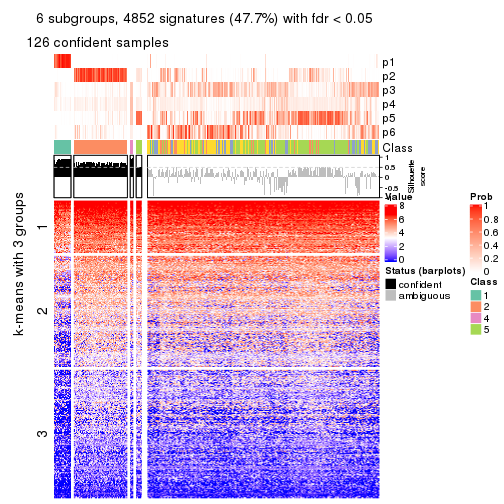 6 subgroups, 4852 signatures (47.7%) with fdr < 0.05
126 confident samples
p1
p2
p3
p4
p5
p6
Class
1
0.5
0
-0.5
Silhouette
score
k-means with 3 groups
1
2
3
Value
8
6
4
2
0
Status (barplots)
confident
ambiguous
Prob
1
0.8
0.6
0.4
0.2
0
Class
1
2
4
5